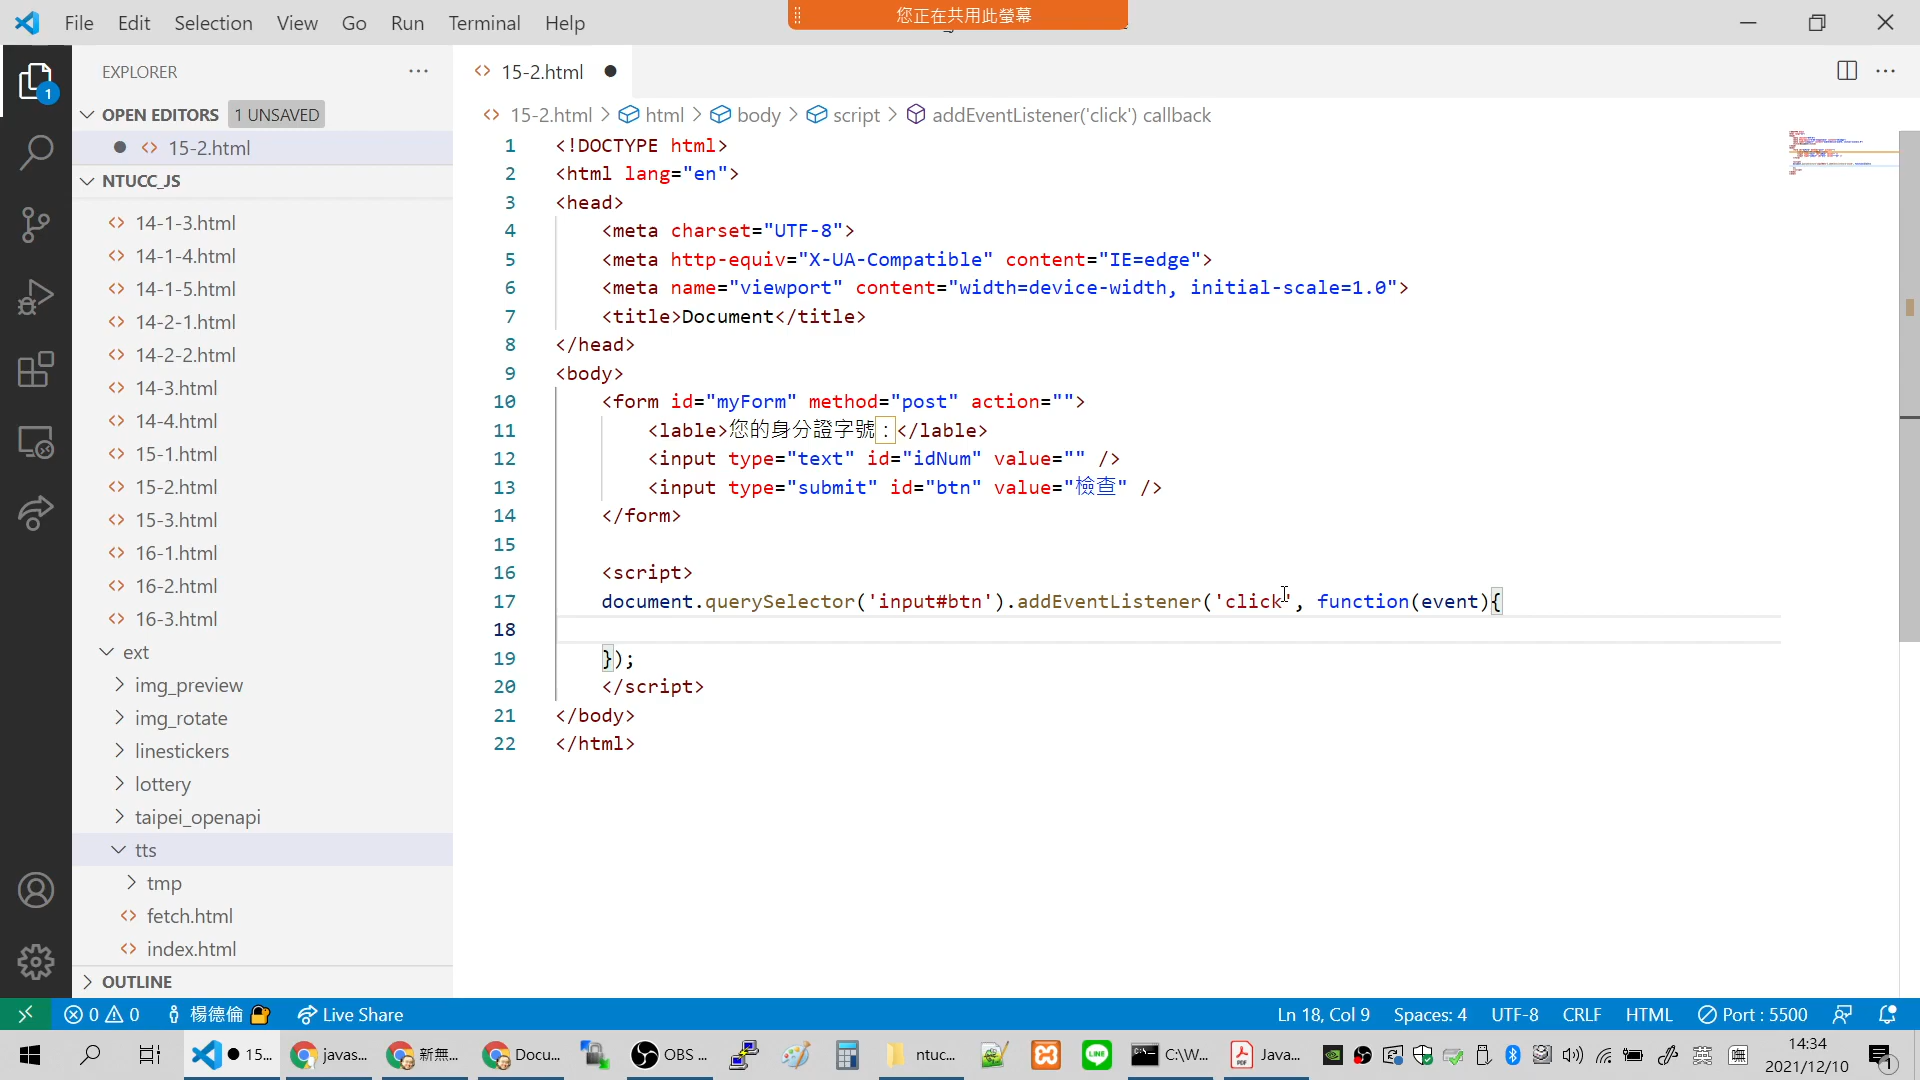 File Edit Selection View Go Run Terminal Help
您正在共用此螢幕
EXPLORER
OPEN EDITORS 1 UNSAVED
15-2.html
NTUCC_JS
14-1-3.html
14-1-4.html
14-1-5.html
14-2-1.html
14-2-2.html
14-3.html
14-4.html
15-1.html
15-2.html
15-3.html
16-1.html
16-2.html
16-3.html
ext
img_preview
img_rotate
linestickers
lottery
taipei_openapi
tts
tmp
fetch.html
index.html
OUTLINE
1
15-2.html
15-2.html > html > body > script > addEventListener('click') callback
1 <!DOCTYPE html>
2 <html lang="en">
3 <head>
4 <meta charset="UTF-8">
5 <meta http-equiv="X-UA-Compatible" content="IE=edge">
6 <meta name="viewport" content="width=device-width, initial-scale=1.0">
7 <title>Document</title>
8 </head>
9 <body>
10 <form id="myForm" method="post" action="">
11 <lable>您的身分證字號：</lable>
12 <input type="text" id="idNum" value="" />
13 <input type="submit" id="btn" value="檢查" />
14 </form>
15
16 <script>
17 document.querySelector('input#btn').addEventListener('click', function(event){
18
19 });
20 </script>
21 </body>
22 </html>
0 0 楊德倫 Live Share
Ln 18, Col 9 Spaces: 4 UTF-8 CRLF HTML Port : 5500
15... javas... 新無... Docu... OBS ... ntuc... C:\W... Java...
英
14:34
2021/12/10
1